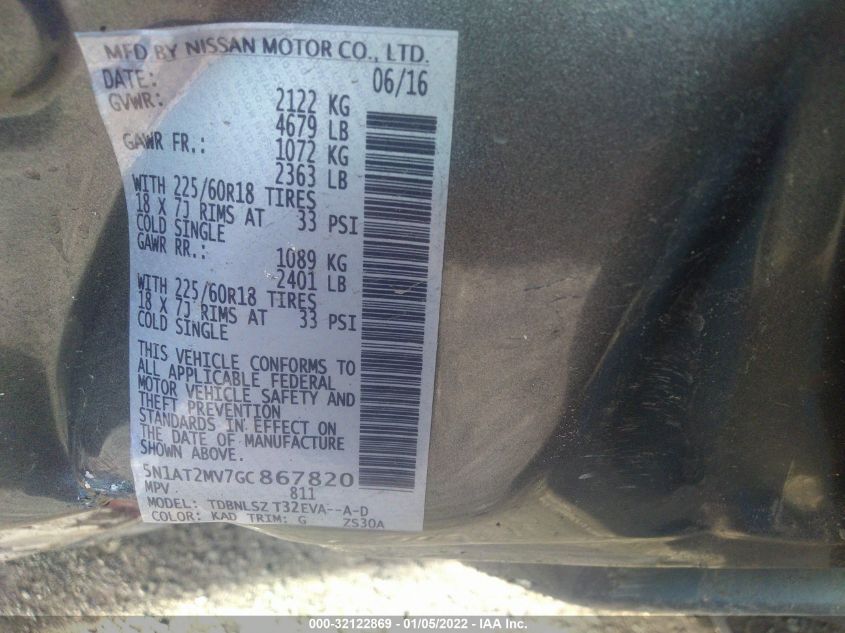 MFD BY NISSAN MOTOR CO., LTD.
DATE: 06/16
GVWR: 2122 KG
4679 LB
GAWR FR.: 1072 KG
2363 LB
WITH 225/60R18 TIRES
18 X 7J RIMS AT 33 PSI
COLD SINGLE
GAWR RR.: 1089 KG
2401 LB
WITH 225/60R18 TIRES
18 X 7J RIMS AT 33 PSI
COLD SINGLE
THIS VEHICLE CONFORMS TO
ALL APPLICABLE FEDERAL
MOTOR VEHICLE SAFETY AND
THEFT PREVENTION
STANDARDS IN EFFECT ON
THE DATE OF MANUFACTURE
SHOWN ABOVE.
5N1AT2MV7GC867820
MPV 811
MODEL: TDBNLSZ T32EVA--A-D
COLOR: KAD TRIM: G ZS30A
000-32122869 - 01/05/2022 - IAA Inc.